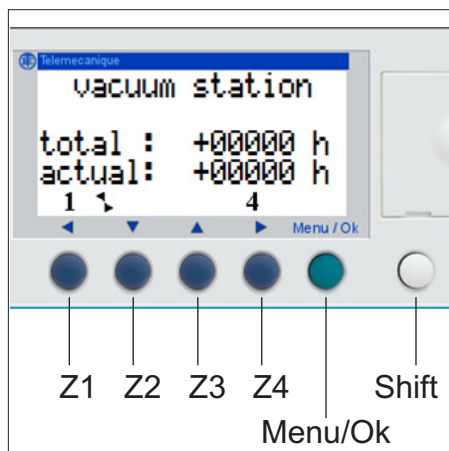 Telemecanique
vacuum station
total : +00000 h
actual: +00000 h
1 4
Menu / Ok
Z1 Z2 Z3 Z4 Shift
Menu/Ok